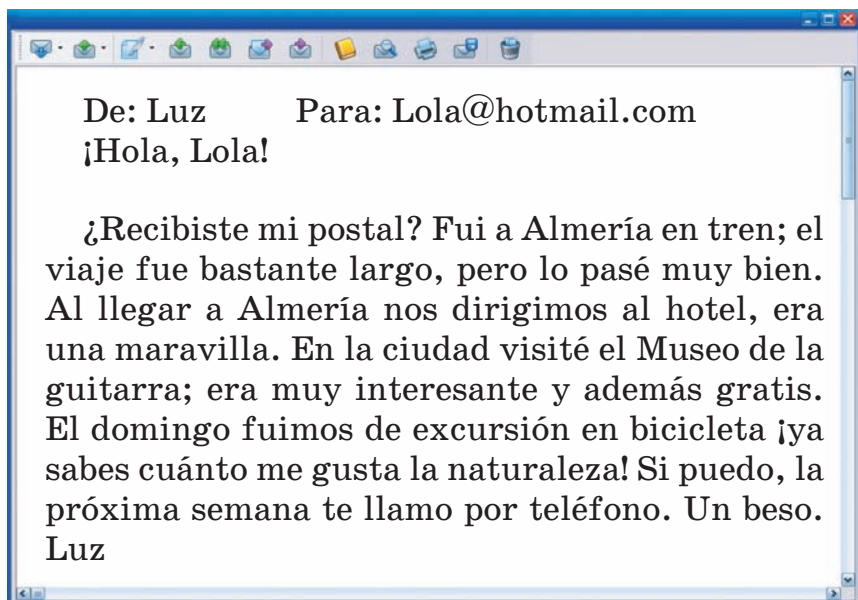 De: Luz Para: Lola@hotmail.com
¡Hola, Lola!
¿Recibiste mi postal? Fui a Almería en tren; el
viaje fue bastante largo, pero lo pasé muy bien.
Al llegar a Almería nos dirigimos al hotel, era
una maravilla. En la ciudad visité el Museo de la
guitarra; era muy interesante y además gratis.
El domingo fuimos de excursión en bicicleta ¡ya
sabes cuánto me gusta la naturaleza! Si puedo, la
próxima semana te llamo por teléfono. Un beso.
Luz